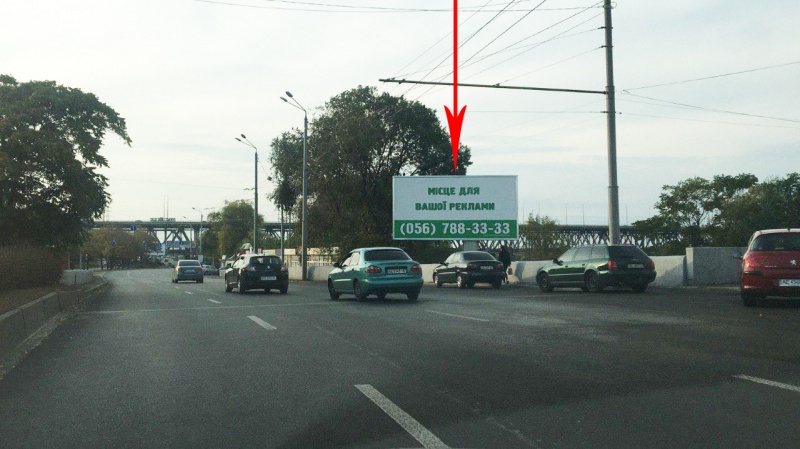 МІСЦЕ ДЛЯ
ВАШОЇ РЕКЛАМИ
(056) 788-33-33